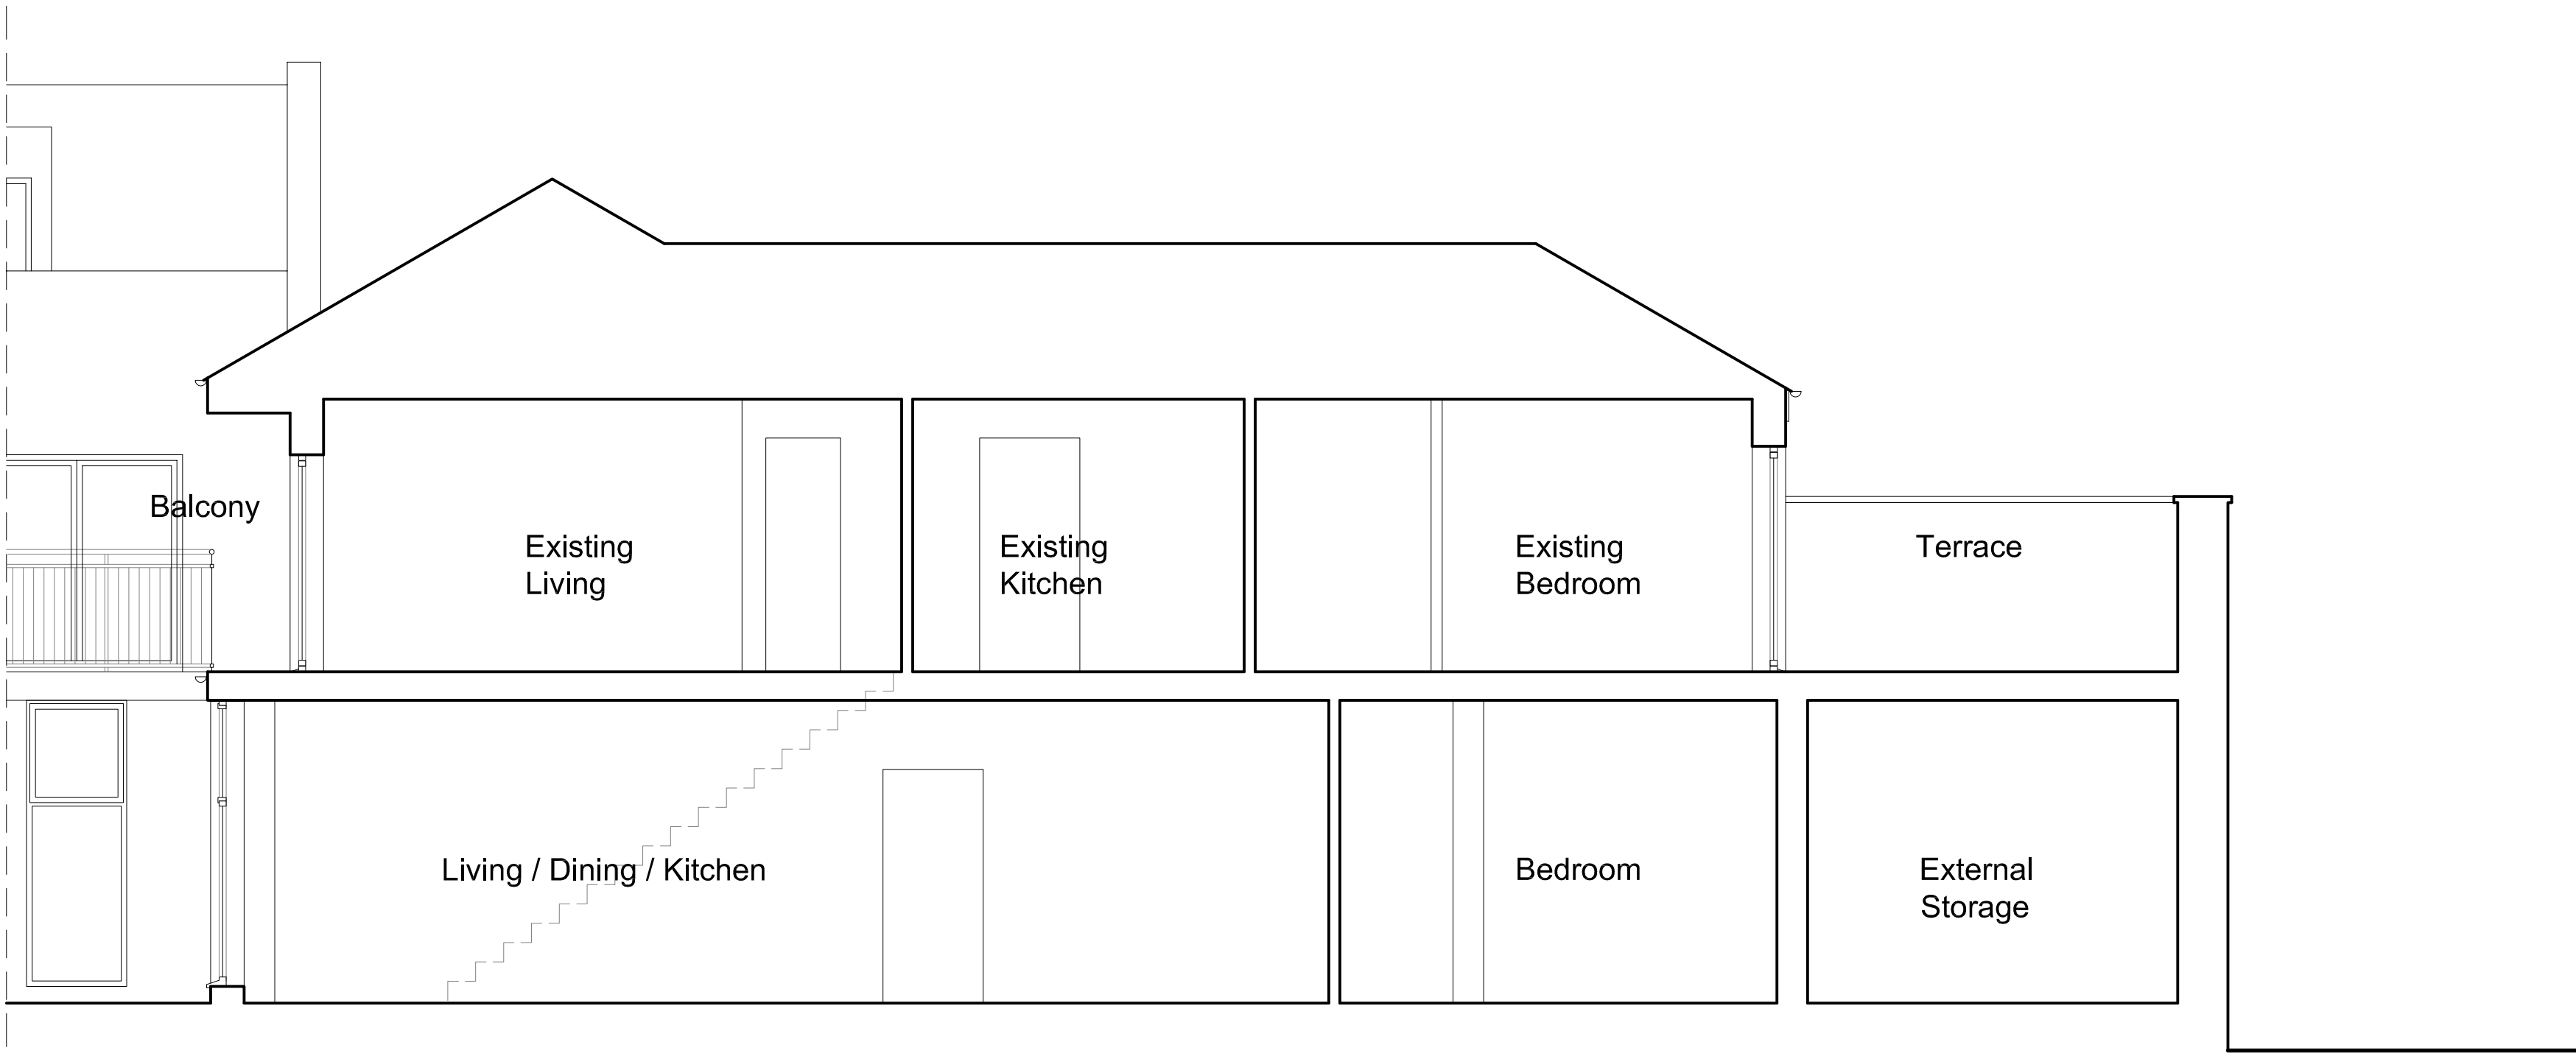 Balcony
Existing
Living
Existing
Kitchen
Existing
Bedroom
Terrace
Living / Dining / Kitchen
Bedroom
External
Storage